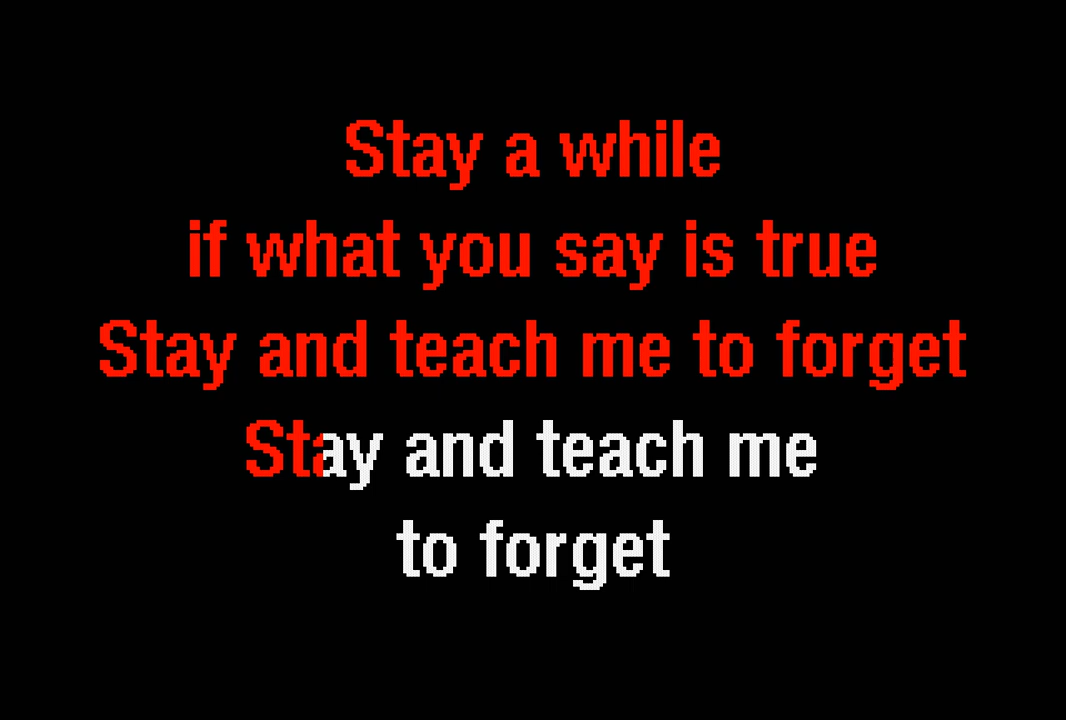 Stay a while
if what you say is true
Stay and teach me to forget
Stay and teach me
to forget